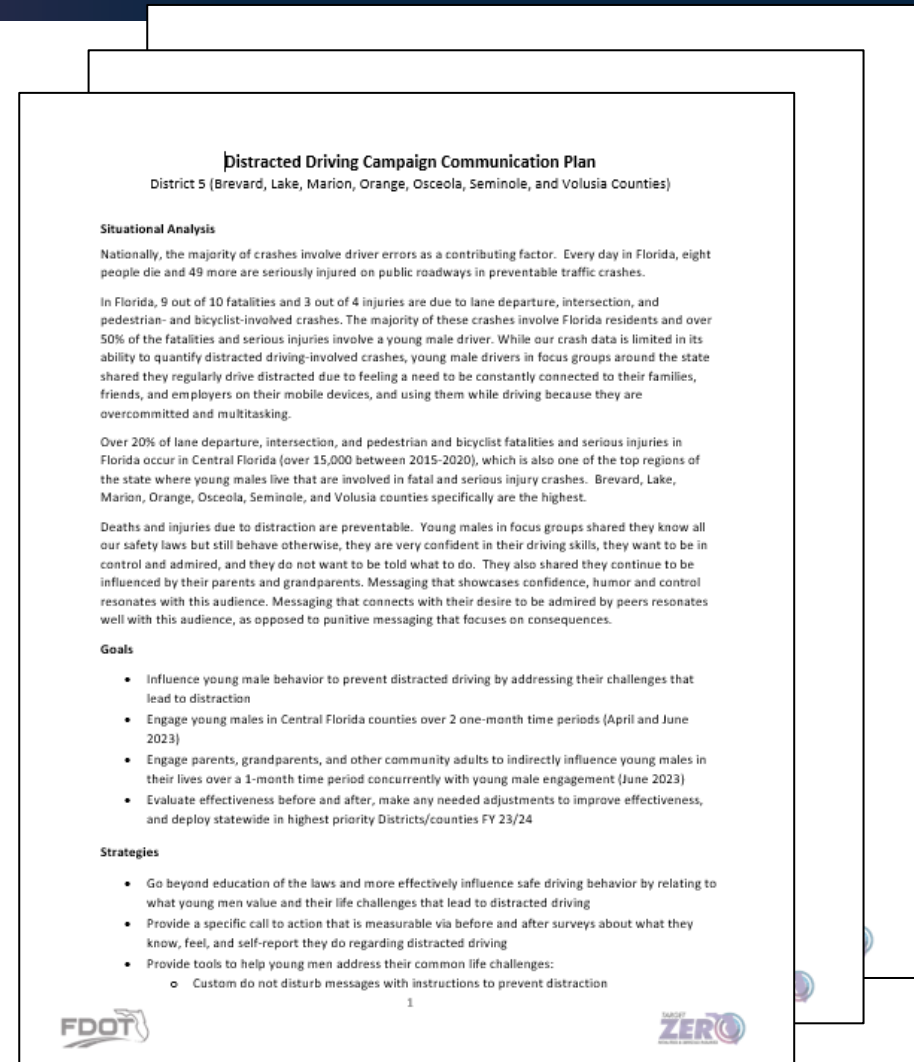 Distracted Driving Campaign Communication Plan
District 5 (Brevard, Lake, Marion, Orange, Osceola, Seminole, and Volusia Counties)
Situational Analysis
Nationally, the majority of crashes involve driver errors as a contributing factor. Every day in Florida, eight
people die and 49 more are seriously injured on public roadways in preventable traffic crashes.
In Florida, 9 out of 10 fatalities and 3 out of 4 injuries are due to lane departure, intersection, and
pedestrian- and bicyclist-involved crashes. The majority of these crashes involve Florida residents and over
50% of the fatalities and serious injuries involve a young male driver. While our crash data is limited in its
ability to quantify distracted driving-involved crashes, young male drivers in focus groups around the state
shared they regularly drive distracted due to feeling a need to be constantly connected to their families,
friends, and employers on their mobile devices, and using them while driving because they are
overcommitted and multitasking.
Over 20% of lane departure, intersection, and pedestrian and bicyclist fatalities and serious injuries in
Florida occur in Central Florida (over 15,000 between 2015-2020), which is also one of the top regions of
the state where young males live that are involved in fatal and serious injury crashes. Brevard, Lake,
Marion, Orange, Osceola, Seminole, and Volusia counties specifically are the highest.
Deaths and injuries due to distraction are preventable. Young males in focus groups shared they know all
our safety laws but still behave otherwise, they are very confident in their driving skills, they want to be in
control and admired, and they do not want to be told what to do. They also shared they continue to be
influenced by their parents and grandparents. Messaging that showcases confidence, humor and control
resonates with this audience. Messaging that connects with their desire to be admired by peers resonates
well with this audience, as opposed to punitive messaging that focuses on consequences.
Goals
• Influence young male behavior to prevent distracted driving by addressing their challenges that
lead to distraction
• Engage young males in Central Florida counties over 2 one-month time periods (April and June
2023)
• Engage parents, grandparents, and other community adults to indirectly influence young males in
their lives over a 1-month time period concurrently with young male engagement (June 2023)
• Evaluate effectiveness before and after, make any needed adjustments to improve effectiveness,
and deploy statewide in highest priority Districts/counties FY 23/24
Strategies
• Go beyond education of the laws and more effectively influence safe driving behavior by relating to
what young men value and their life challenges that lead to distracted driving
• Provide a specific call to action that is measurable via before and after surveys about what they
know, feel, and self-report they do regarding distracted driving
• Provide tools to help young men address their common life challenges:
o Custom do not disturb messages with instructions to prevent distraction
1
FDOT
TARGET
ZERO